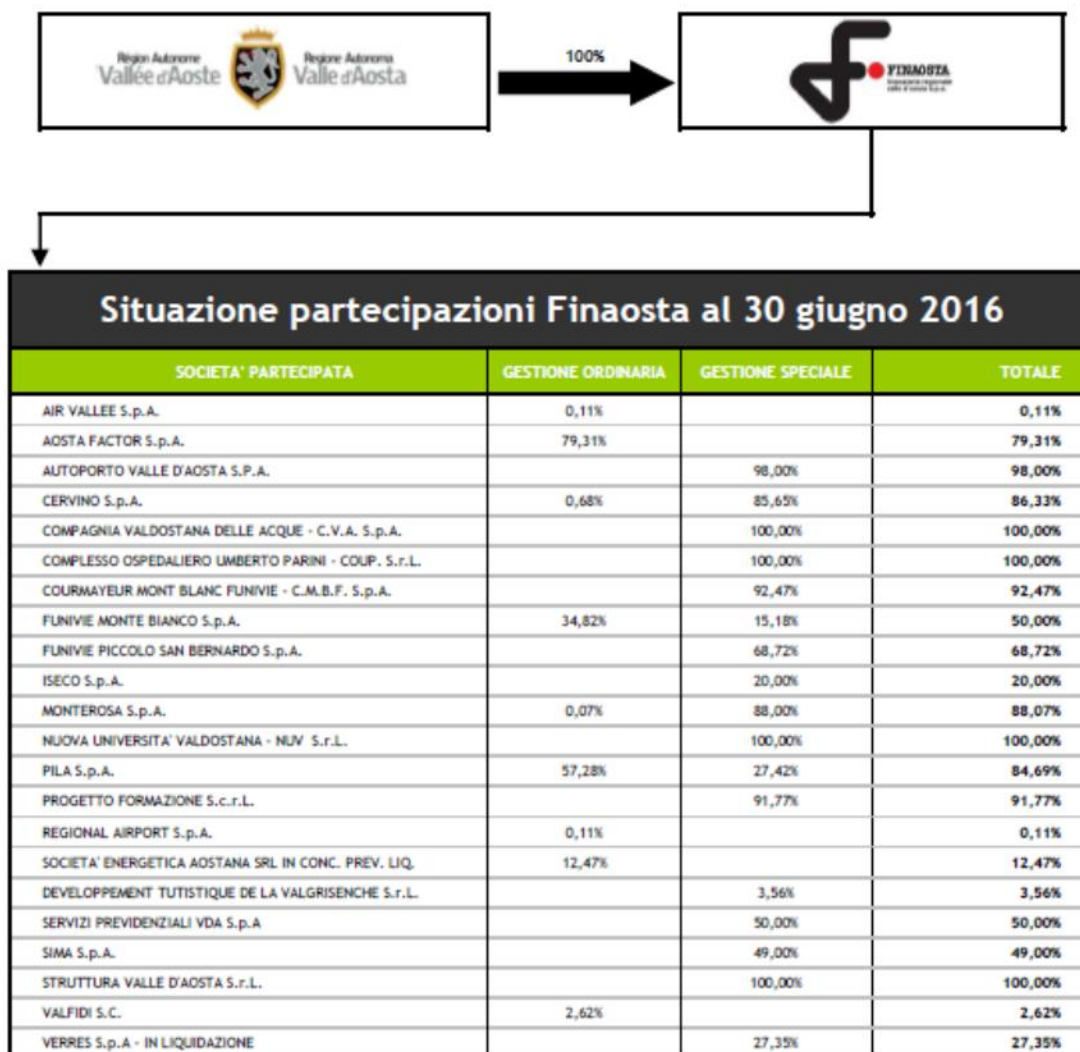 Région Autonome Regione Autonoma
Vallée d'Aoste Valle d'Aosta
100%
FINAOSTA
Situazione partecipazioni Finaosta al 30 giugno 2016
SOCIETA' PARTECIPATA GESTIONE ORDINARIA GESTIONE SPECIALE TOTALE
AIR VALLEE S.p.A. 0,11% 0,11%
AOSTA FACTOR S.p.A. 79,31% 79,31%
AUTOPORTO VALLE D'AOSTA S.P.A. 98,00% 98,00%
CERVINO S.p.A. 0,68% 85,65% 86,33%
COMPAGNIA VALDOSTANA DELLE ACQUE - C.V.A. S.p.A. 100,00% 100,00%
COMPLESSO OSPEDALIERO UMBERTO PARINI - COUP. S.r.L. 100,00% 100,00%
COURMAYEUR MONT BLANC FUNIVIE - C.M.B.F. S.p.A. 92,47% 92,47%
FUNIVIE MONTE BIANCO S.p.A. 34,82% 15,18% 50,00%
FUNIVIE PICCOLO SAN BERNARDO S.p.A. 68,72% 68,72%
ISECO S.p.A. 20,00% 20,00%
MONTEROSA S.p.A. 0,07% 88,00% 88,07%
NUOVA UNIVERSITA' VALDOSTANA - NUV S.r.L. 100,00% 100,00%
PILA S.p.A. 57,28% 27,42% 84,69%
PROGETTO FORMAZIONE S.c.r.L. 91,77% 91,77%
REGIONAL AIRPORT S.p.A. 0,11% 0,11%
SOCIETA' ENERGETICA AOSTANA SRL IN CONC. PREV. LIQ. 12,47% 12,47%
DEVELOPPEMENT TUTISTIQUE DE LA VALGRISENCHE S.r.L. 3,56% 3,56%
SERVIZI PREVIDENZIALI VDA S.p.A 50,00% 50,00%
SIMA S.p.A. 49,00% 49,00%
STRUTTURA VALLE D'AOSTA S.r.L. 100,00% 100,00%
VALFIDI S.C. 2,62% 2,62%
VERRES S.p.A - IN LIQUIDAZIONE 27,35% 27,35%